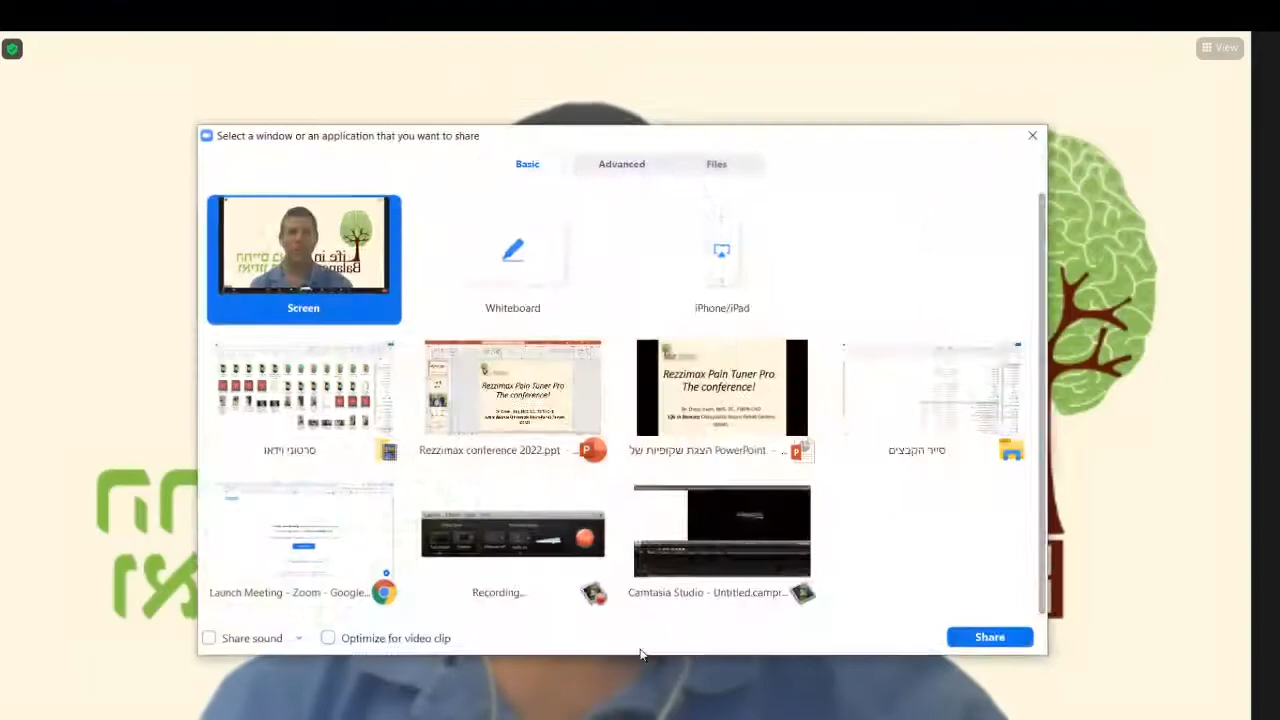 View
Select a window or an application that you want to share
Basic
Advanced
Files
Screen
Whiteboard
iPhone/iPad
Rezzimax Pain Tuner Pro
The conference!
Rezzimax Pain Tuner Pro
The conference!
סרטוני וידאו
Rezzimax conference 2022.ppt - ...
הצגת שקופיות של PowerPoint - ...
סייר הקבצים
Launch Meeting - Zoom - Google...
Recording...
Camtasia Studio - Untitled.campr...
Share sound
Optimize for video clip
Share